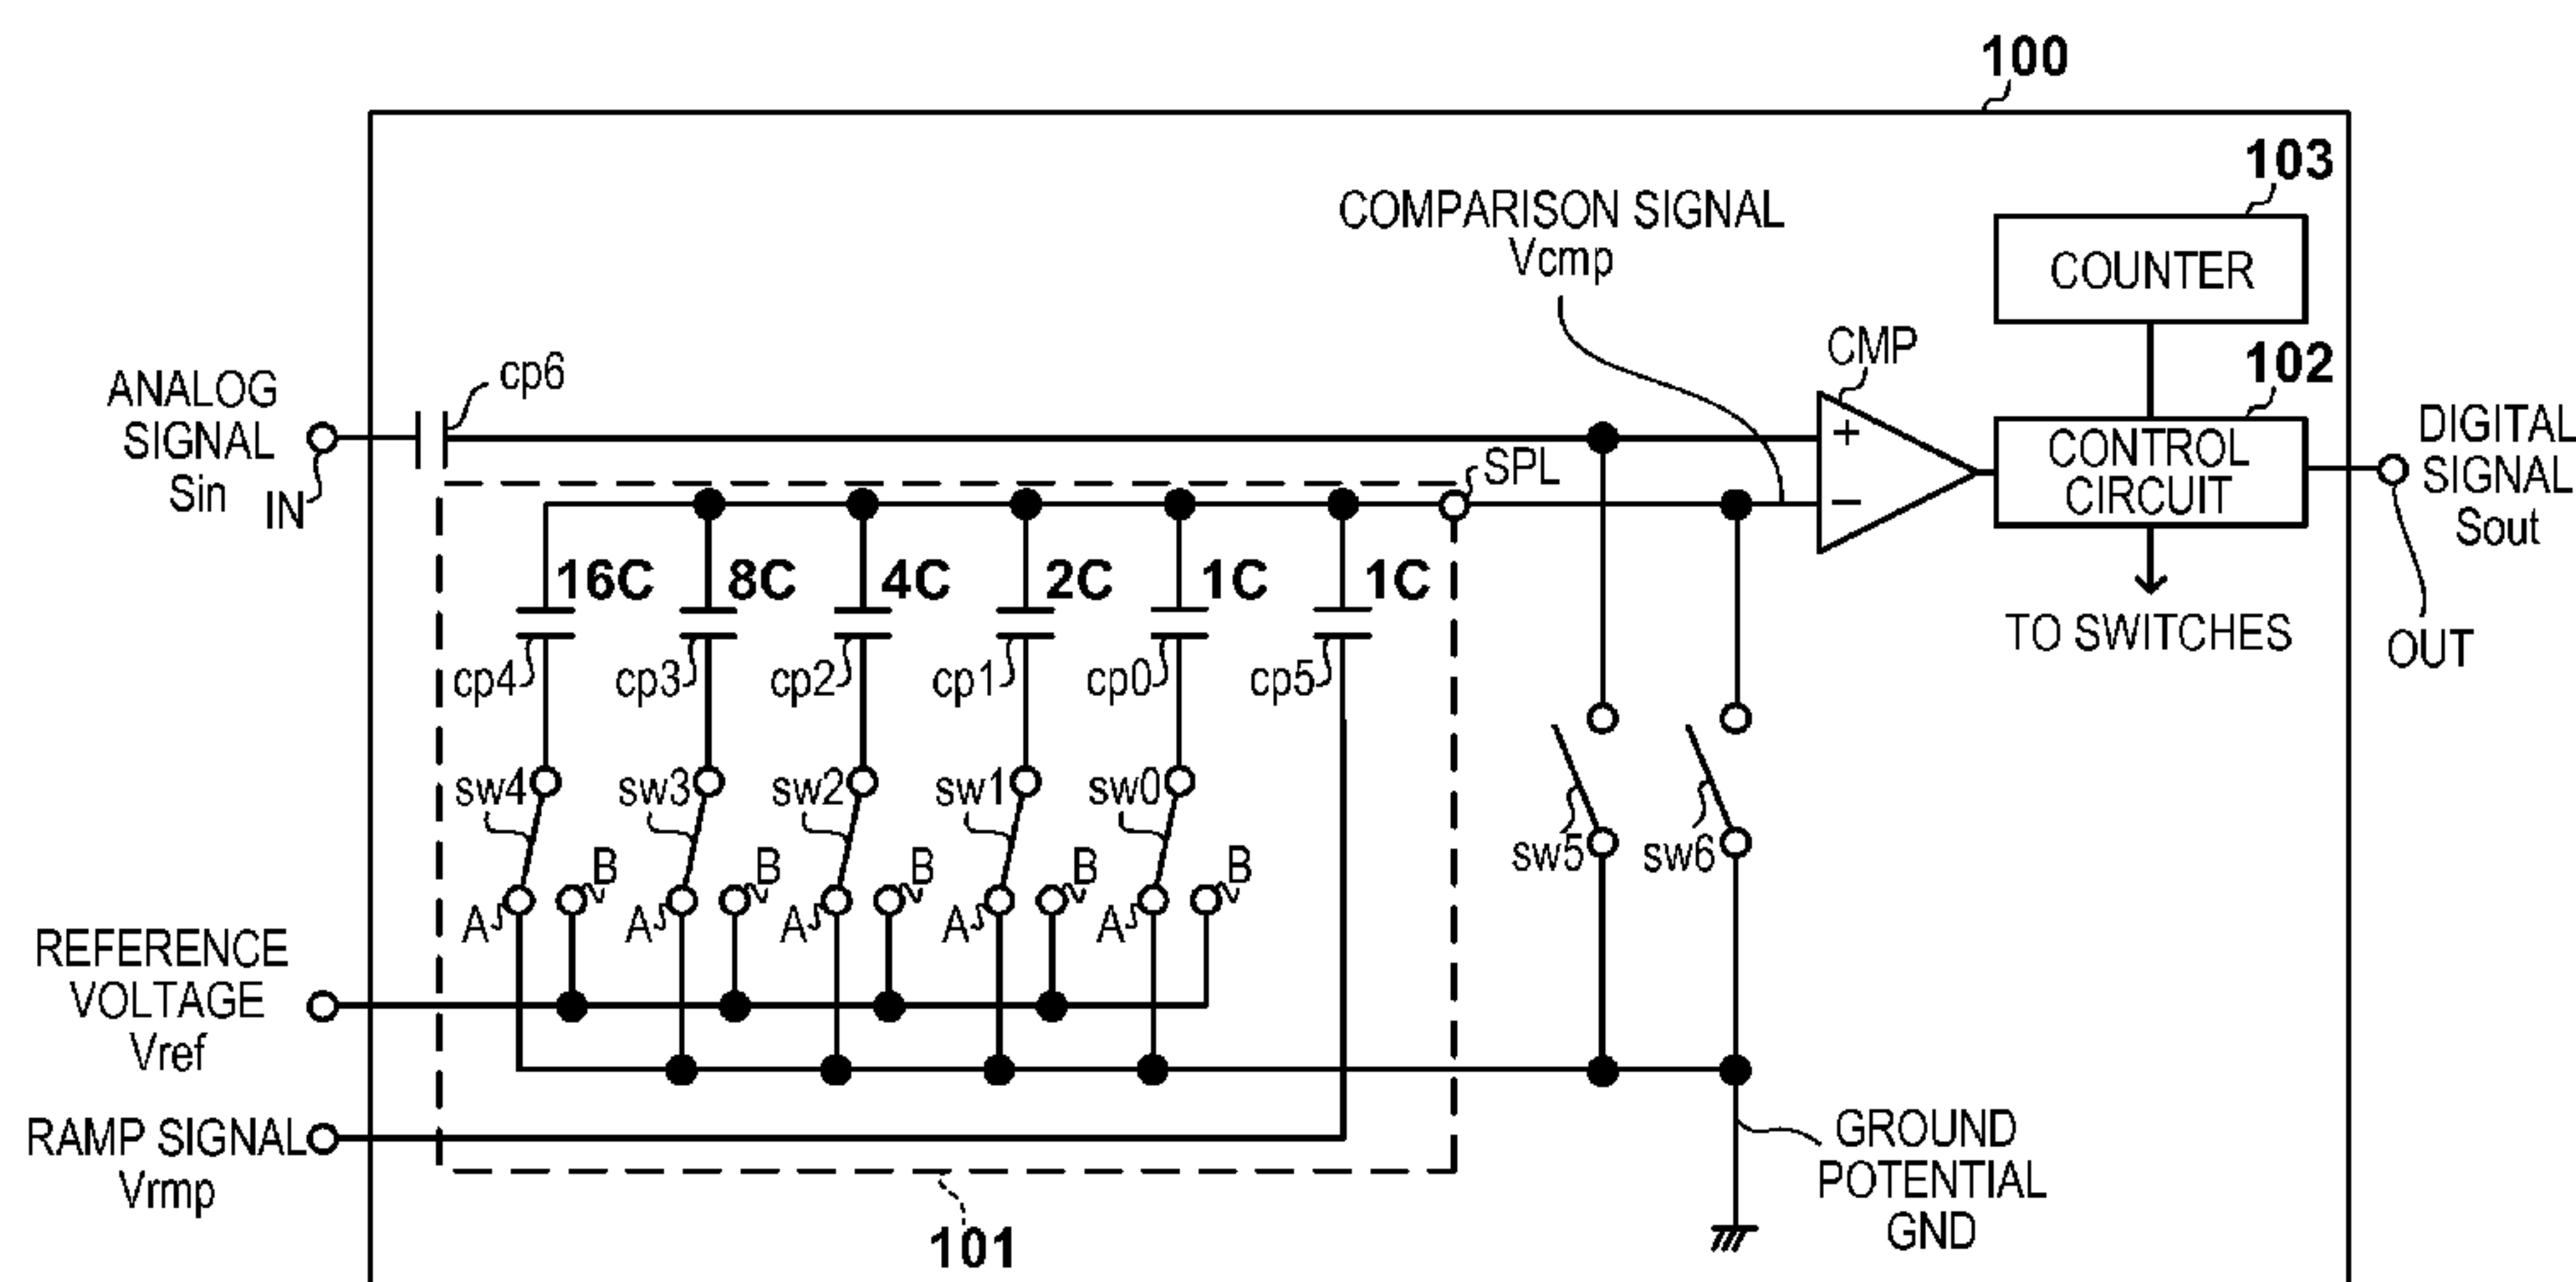 100
103
COMPARISON SIGNAL
Vcmp
COUNTER
CMP
102
cp6
ANALOG
SIGNAL
Sin
IN
+
−
SPL
CONTROL
CIRCUIT
DIGITAL
SIGNAL
Sout
OUT
TO SWITCHES
16C
8C
4C
2C
1C
1C
cp4
cp3
cp2
cp1
cp0
cp5
sw4
sw3
sw2
sw1
sw0
sw5
sw6
A
B
A
B
A
B
A
B
A
B
REFERENCE
VOLTAGE
Vref
RAMP SIGNAL
Vrmp
GROUND
POTENTIAL
GND
101